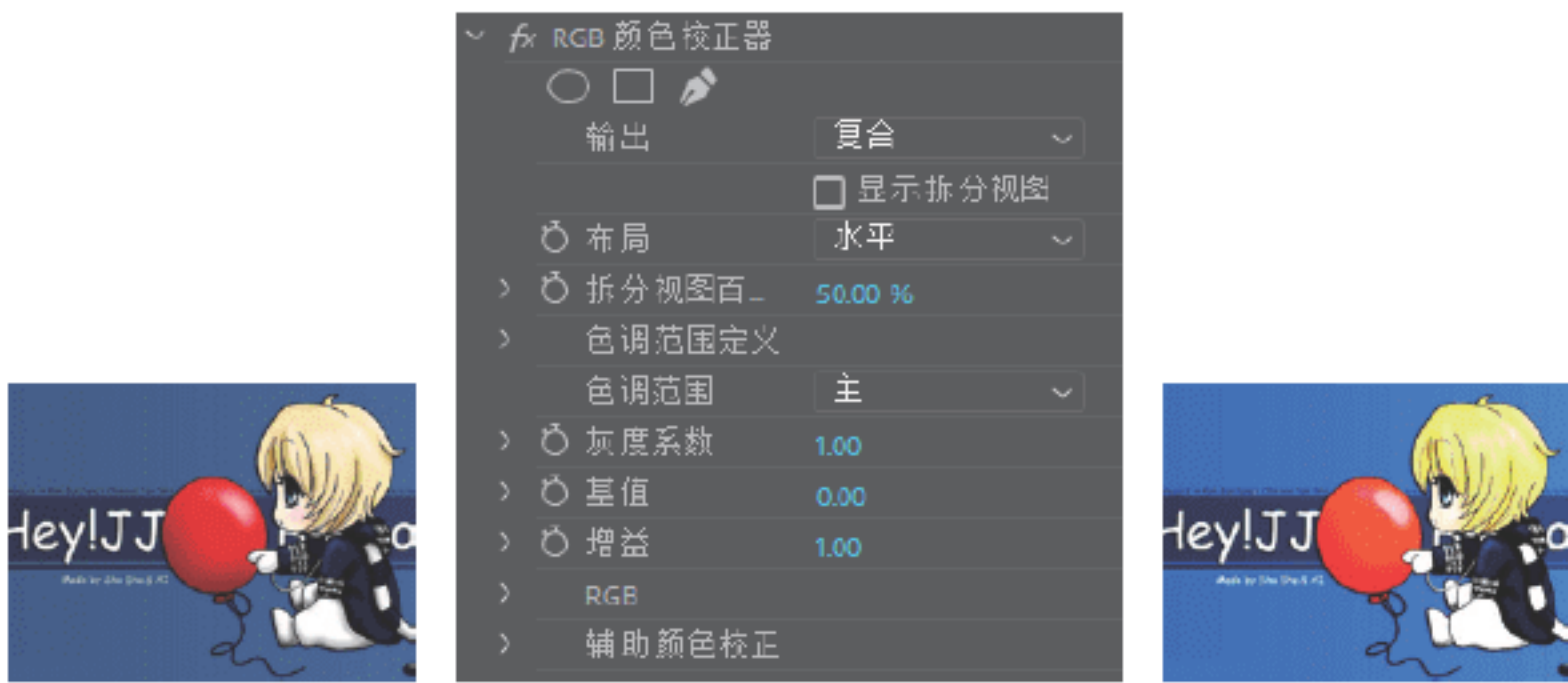 fx RGB 颜色校正器
输出 复合
显示拆分视图
布局 水平
拆分视图百... 50.00 %
色调范围定义
色调范围 主
灰度系数 1.00
基值 0.00
增益 1.00
RGB
辅助颜色校正
Hey!JJ
Hey!JJ